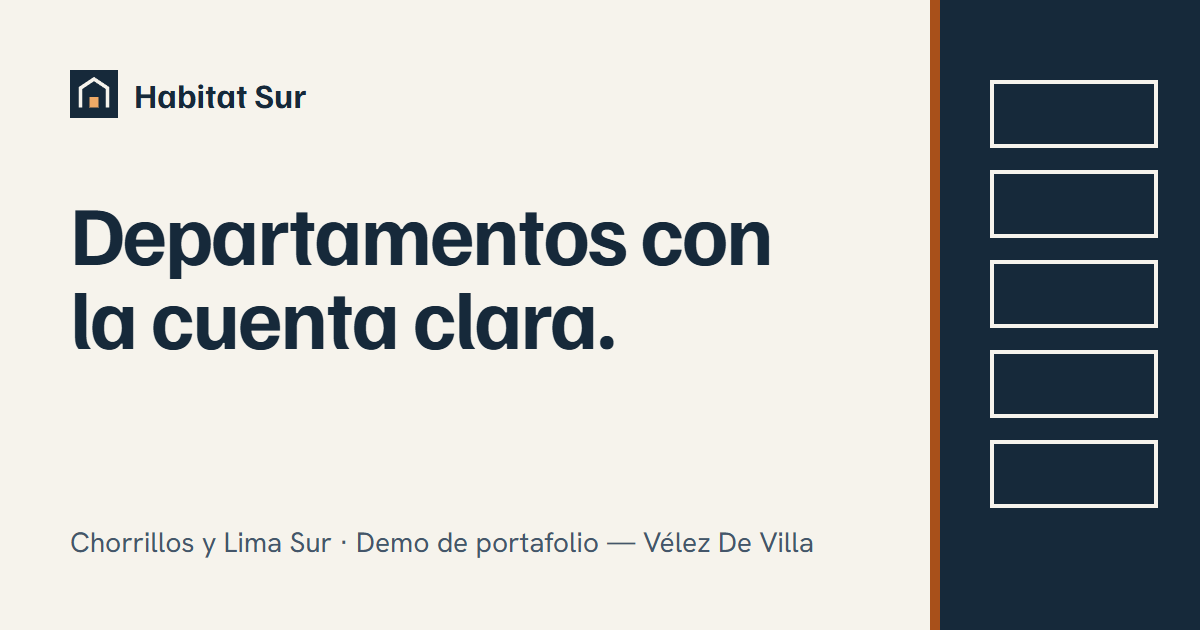 Habitat Sur
Departamentos con
la cuenta clara.
Chorrillos y Lima Sur · Demo de portafolio — Vélez De Villa